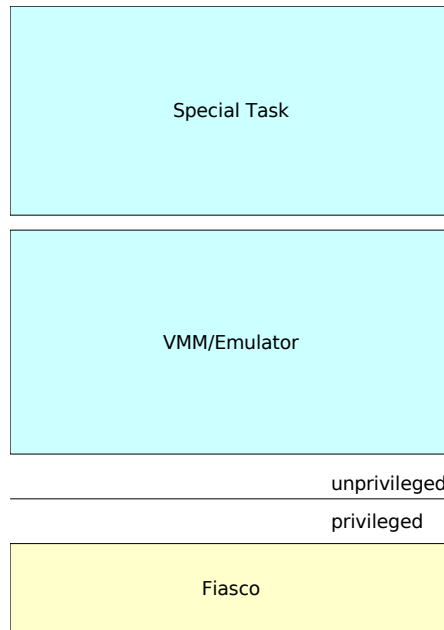 Special Task
VMM/Emulator
unprivileged
privileged
Fiasco